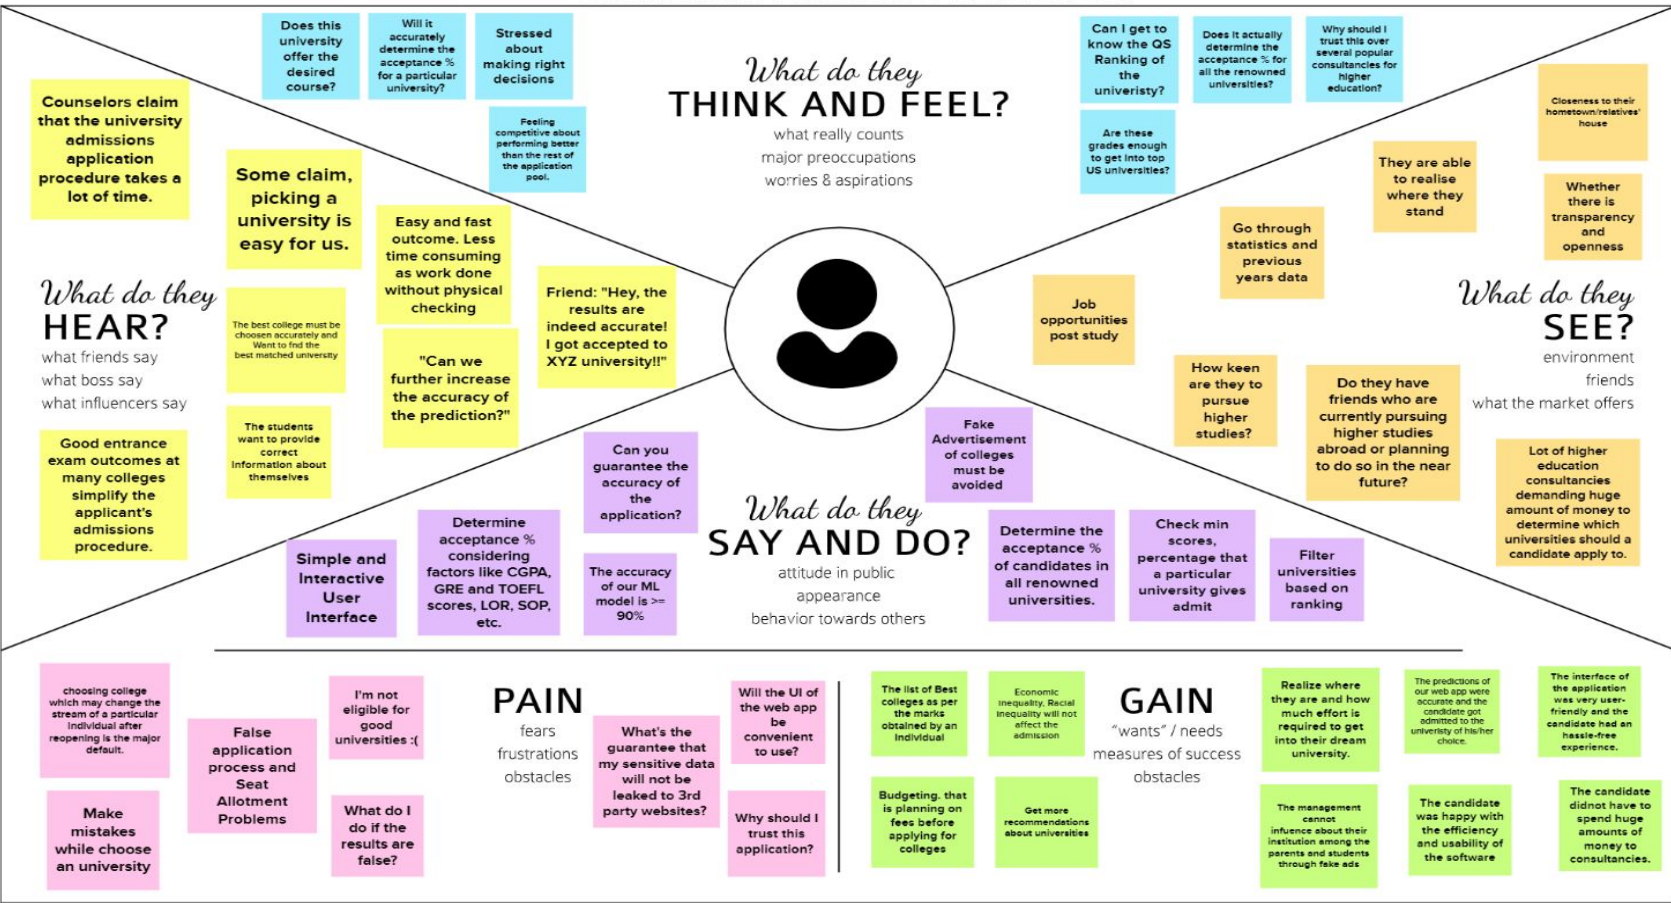 Does this
university
offer the
desired
course?
Will it
accurately
determine the
acceptance %
for a particular
university?
Stressed
about
making right
decisions
Feeling
competitive about
performing better
than the rest of
the application
pool.
What do they
THINK AND FEEL?
what really counts
major preoccupations
worries & aspirations
Can I get to
know the QS
Ranking of
the
univeristy?
Does it actually
determine the
acceptance % for
all the renowned
universities?
Why should I
trust this over
several popular
consultancies for
higher
education?
Are these
grades enough
to get into top
US universities?
Counselors claim
that the university
admissions
application
procedure takes a
lot of time.
Some claim,
picking a
university is
easy for us.
Easy and fast
outcome. Less
time consuming
as work done
without physical
checking
Friend: "Hey, the
results are
indeed accurate!
I got accepted to
XYZ university!!"
What do they
HEAR?
what friends say
what boss say
what influencers say
The best college must be
choosen accurately and
Want to fnd the
best matched university
"Can we
further increase
the accuracy of
the prediction?"
The students
want to provide
correct
information about
themselves
Good entrance
exam outcomes at
many colleges
simplify the
applicant's
admissions
procedure.
Closeness to their
hometown/relatives'
house
They are able
to realise
where they
stand
Whether
there is
transparency
and
openness
Go through
statistics and
previous
years data
Job
opportunities
post study
What do they
SEE?
environment
friends
what the market offers
How keen
are they to
pursue
higher
studies?
Do they have
friends who are
currently pursuing
higher studies
abroad or planning
to do so in the near
future?
Lot of higher
education
consultancies
demanding huge
amount of money to
determine which
universities should a
candidate apply to.
Can you
guarantee the
accuracy of
the
application?
Fake
Advertisement
of colleges
must be
avoided
What do they
SAY AND DO?
attitude in public
appearance
behavior towards others
Simple and
Interactive
User
Interface
Determine
acceptance %
considering
factors like CGPA,
GRE and TOEFL
scores, LOR, SOP,
etc.
The accuracy
of our ML
model is >=
90%
Determine the
acceptance %
of candidates in
all renowned
universities.
Check min
scores,
percentage that
a particular
university gives
admit
Filter
universities
based on
ranking
PAIN
fears
frustrations
obstacles
choosing college
which may change the
stream of a particular
individual after
reopening is the major
default.
Make
mistakes
while choose
an university
False
application
process and
Seat
Allotment
Problems
I'm not
eligible for
good
universities :(
What do I
do if the
results are
false?
What's the
guarantee that
my sensitive data
will not be
leaked to 3rd
party websites?
Will the UI of
the web app
be
convenient
to use?
Why should I
trust this
application?
GAIN
"wants" / needs
measures of success
obstacles
The list of Best
colleges as per
the marks
obtained by an
individual
Economic
inequality, Racial
inequality will not
affect the
admission
Budgeting. that
is planning on
fees before
applying for
colleges
Get more
recommendations
about universities
Realize where
they are and how
much effort is
required to get
into their dream
university.
The predictions of
our web app were
accurate and the
candidate got
admitted to the
univeristy of his/her
choice.
The interface of
the application
was very user-
friendly and the
candidate had an
hassle-free
experience.
The management
cannot
infuence about their
institution among the
parents and students
through fake ads
The candidate
was happy with
the efficiency
and usability of
the software
The candidate
didnot have to
spend huge
amounts of
money to
consultancies.